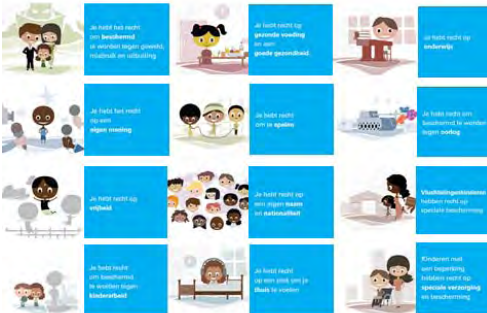 Je hebt het recht
om beschermd
te worden tegen geweld,
misbruik en uitbuiting
Je hebt recht op
gezonde voeding
en een
goede gezondheid.
Je hebt recht op
onderwijs
Je hebt het recht
op een
eigen mening
Je hebt recht
om te spelen
Je hebt recht om
beschermd te worden
tegen oorlog
Je hebt recht op
vrijheid
Je hebt recht op
een eigen naam
en nationaliteit
Vluchtelingenkinderen
hebben recht op
speciale bescherming
Je hebt recht
om beschermd
te worden tegen
kinderarbeid
Je hebt recht
op een plek om je
thuis te voelen
Kinderen met
een beperking
hebben recht op
speciale verzorging
en bescherming